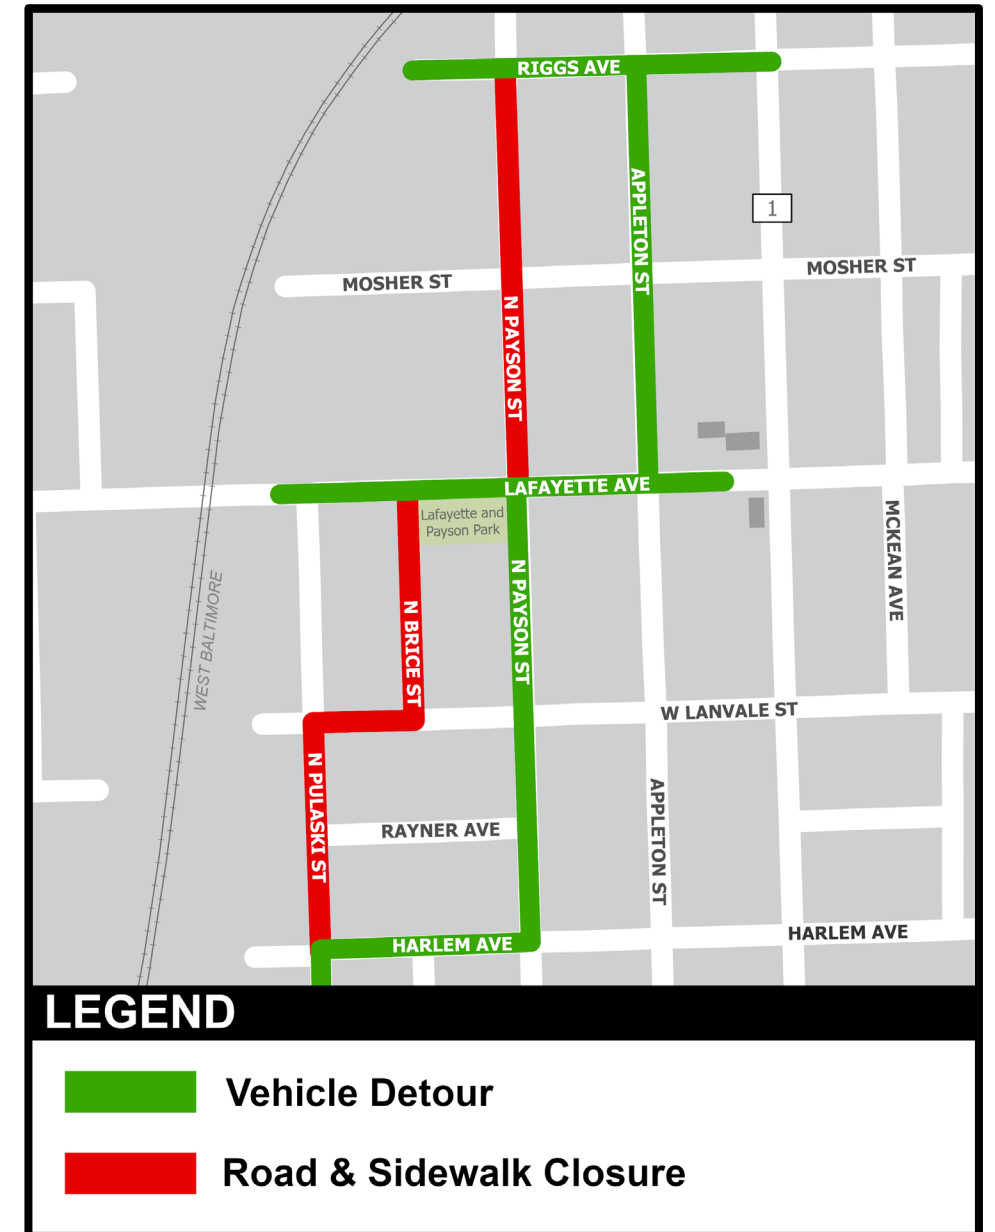 RIGGS AVE
APPLETON ST
1
MOSHER ST
MOSHER ST
N PAYSON ST
LAFAYETTE AVE
Lafayette and
Payson Park
MCKEAN AVE
N PAYSON ST
WEST BALTIMORE
N BRICE ST
W LANVALE ST
N PULASKI ST
APPLETON ST
RAYNER AVE
HARLEM AVE
HARLEM AVE
LEGEND
Vehicle Detour
Road & Sidewalk Closure